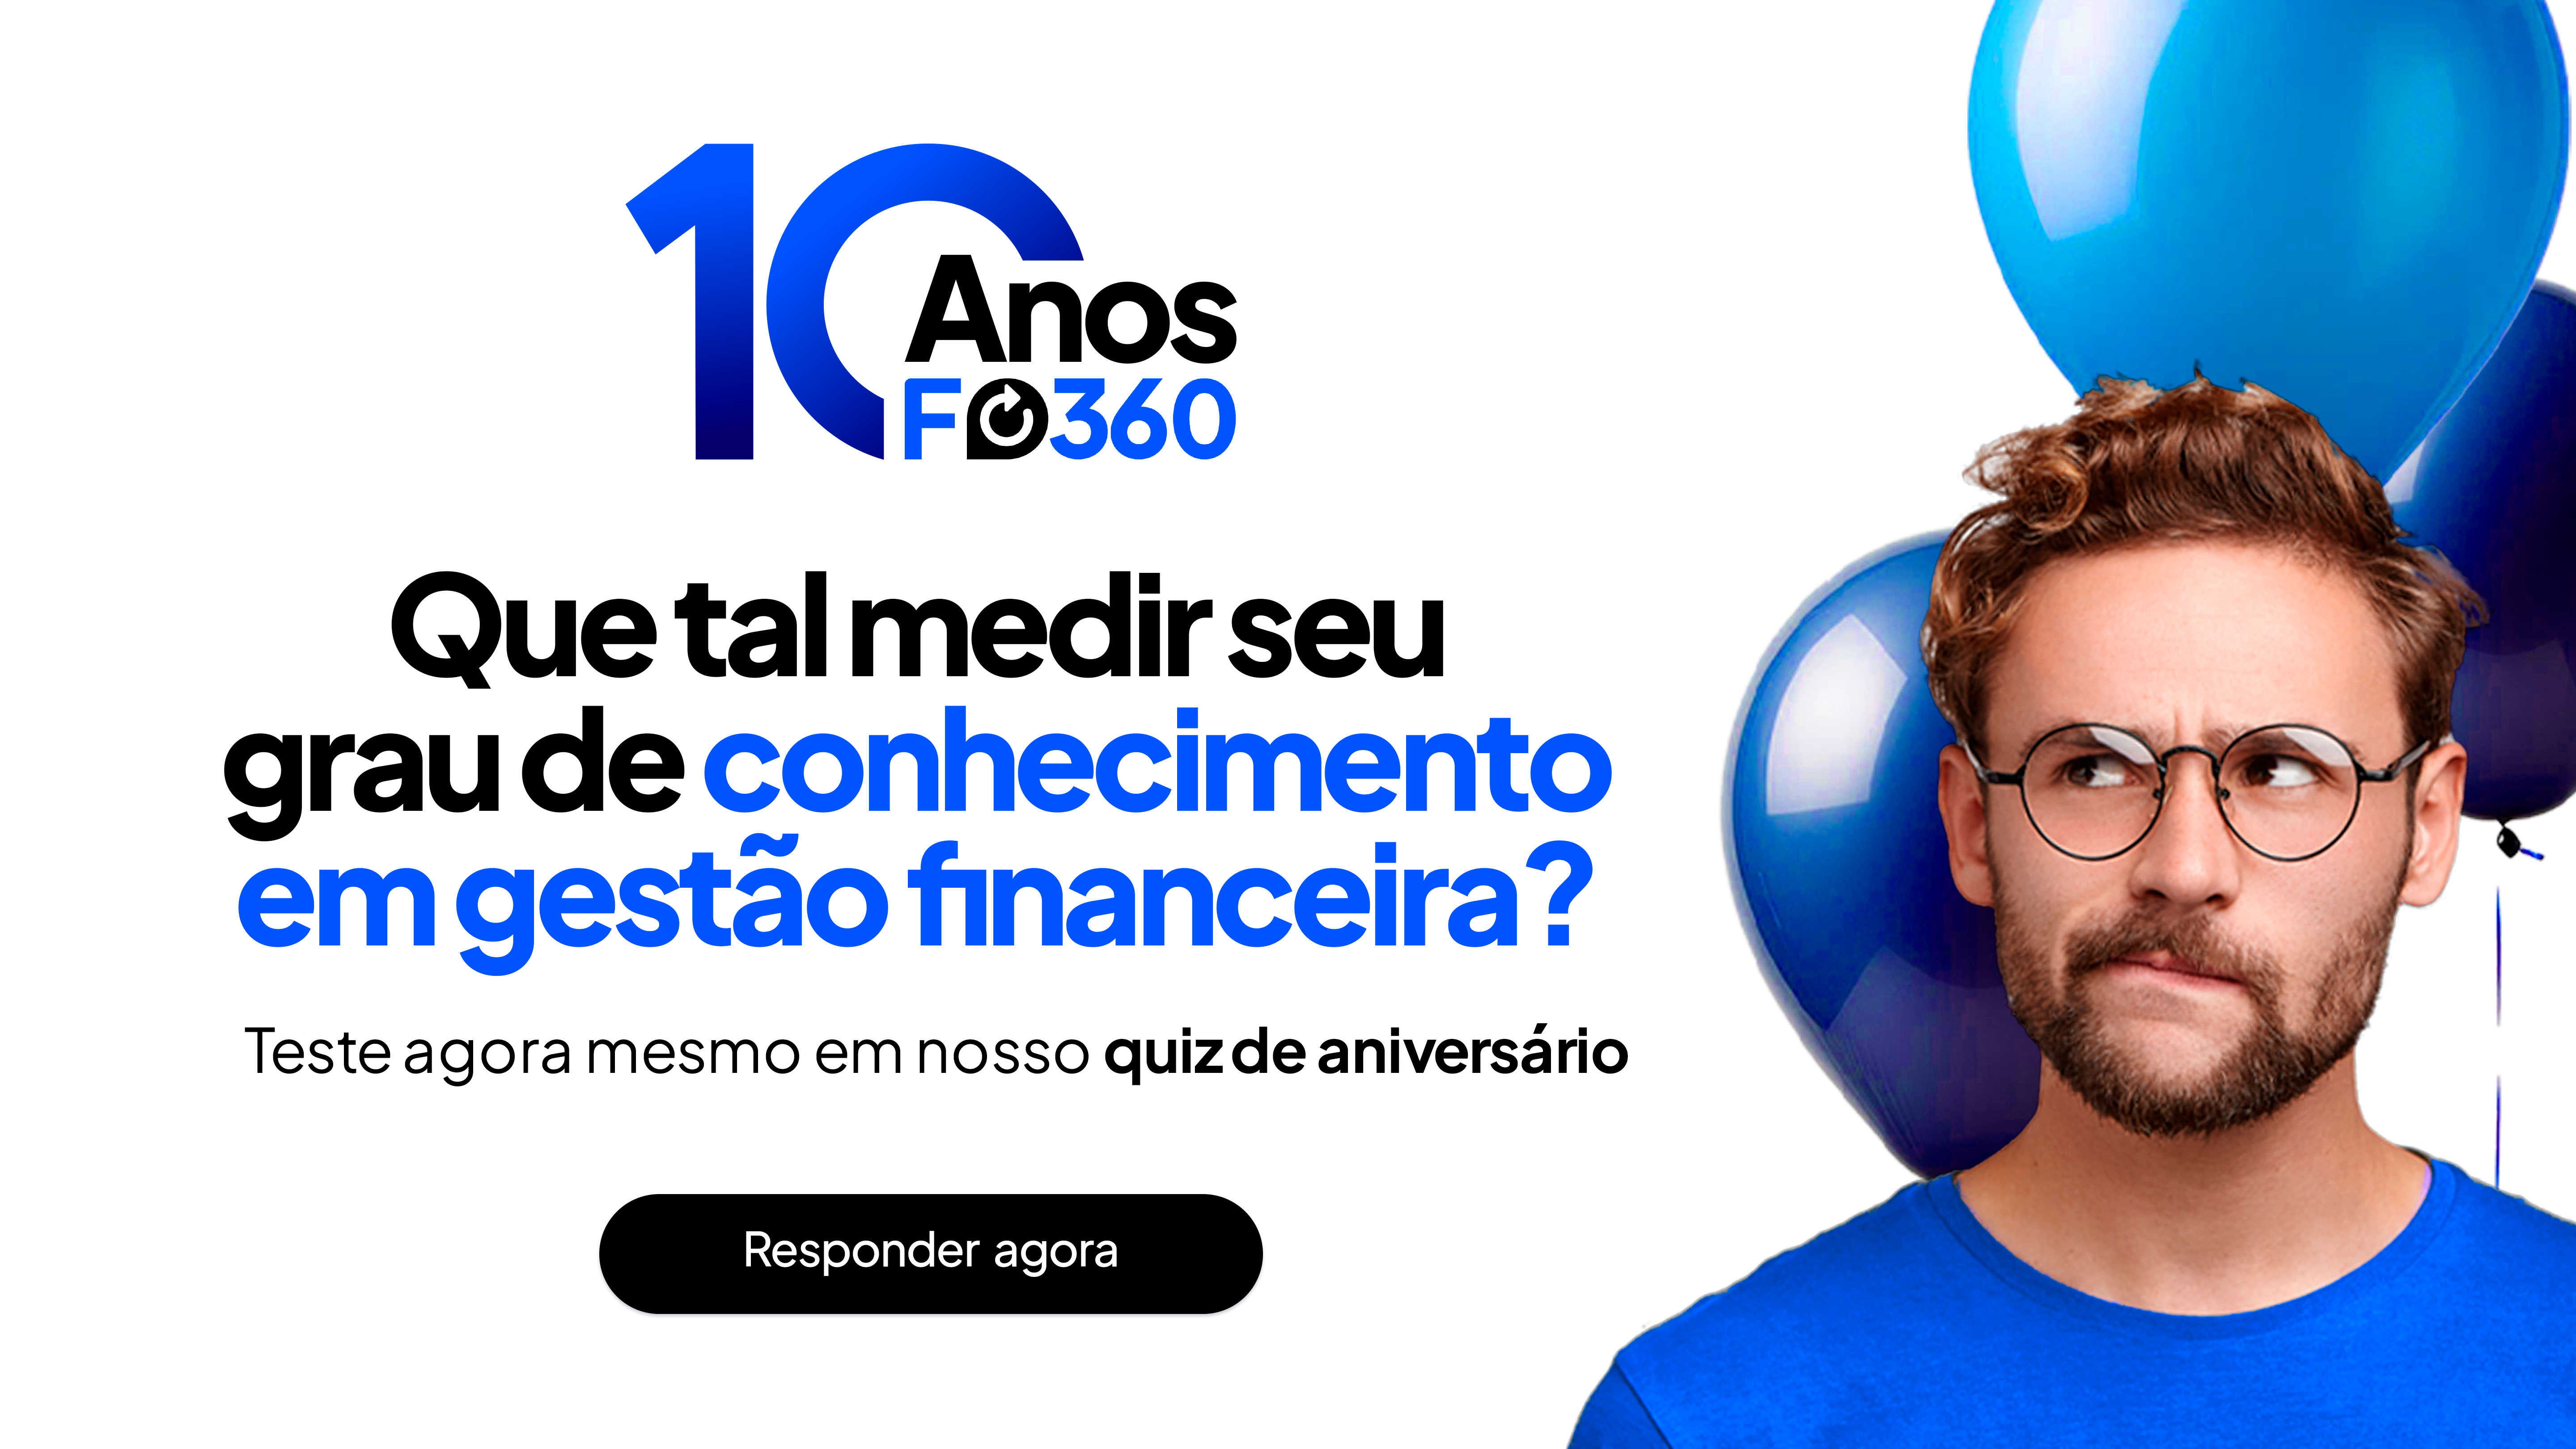 10
Anos
FO360
Que tal medir seu
grau de conhecimento
em gestão financeira?
Teste agora mesmo em nosso quiz de aniversário
Responder agora